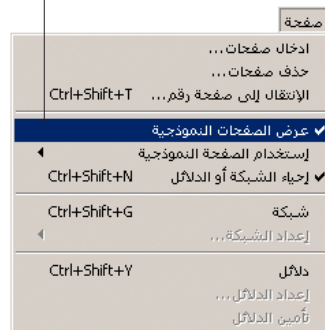 صفحة
ادخال صفحات...
حذف صفحات...
الإنتقال إلى صفحة رقم... Ctrl+Shift+T
عرض الصفحات النموذجية
إستخدام الصفحة النموذجية
إحياء الشبكة أو الدلائل Ctrl+Shift+N
شبكة Ctrl+Shift+G
إعداد الشبكة...
دلائل Ctrl+Shift+Y
إعداد الدلائل...
تأمين الدلائل